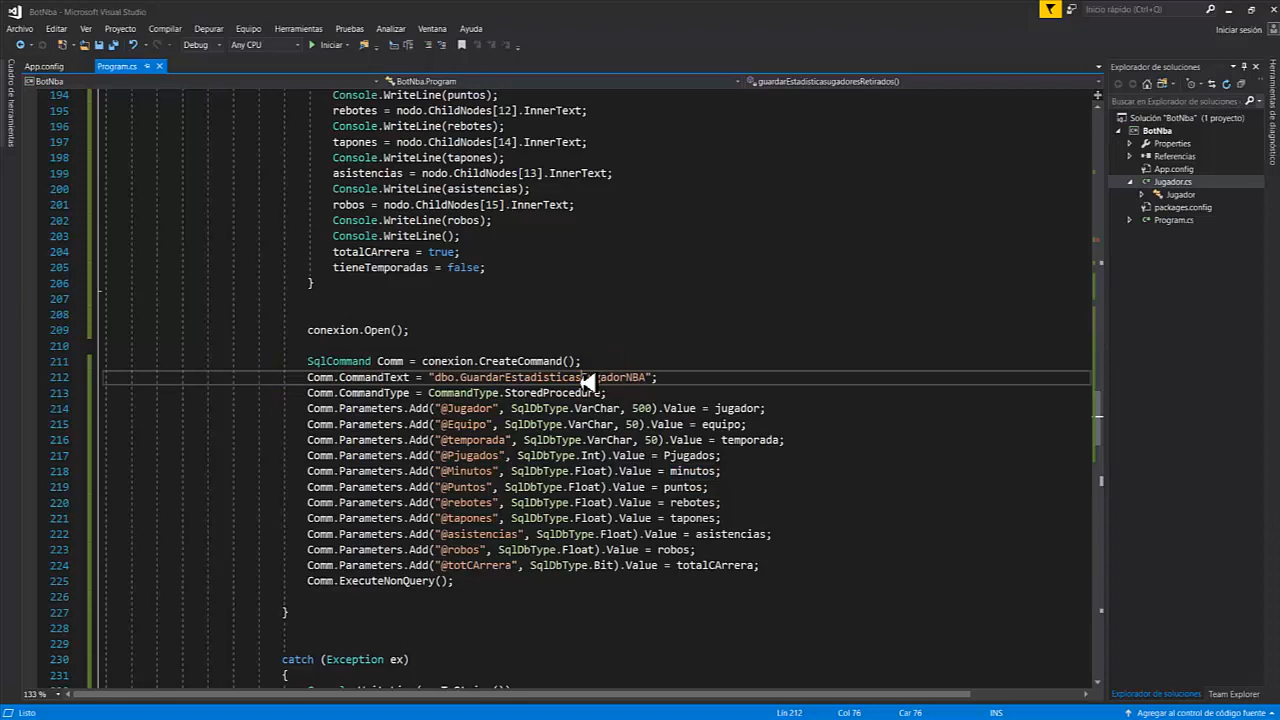 BotNba - Microsoft Visual Studio
Inicio rápido (Ctrl+Q)
Archivo Editar Ver Proyecto Compilar Depurar Equipo Herramientas Pruebas Analizar Ventana Ayuda
Iniciar sesión
Debug Any CPU Iniciar
Cuadro de herramientas
App.config Program.cs
BotNba BotNba.Program guardarEstadisticasugadoresRetirados()
194 Console.WriteLine(puntos);
195 rebotes = nodo.ChildNodes[12].InnerText;
196 Console.WriteLine(rebotes);
197 tapones = nodo.ChildNodes[14].InnerText;
198 Console.WriteLine(tapones);
199 asistencias = nodo.ChildNodes[13].InnerText;
200 Console.WriteLine(asistencias);
201 robos = nodo.ChildNodes[15].InnerText;
202 Console.WriteLine(robos);
203 Console.WriteLine();
204 totalCArrera = true;
205 tieneTemporadas = false;
206 }
207
208
209 conexion.Open();
210
211 SqlCommand Comm = conexion.CreateCommand();
212 Comm.CommandText = "dbo.GuardarEstadisticasJugadorNBA";
213 Comm.CommandType = CommandType.StoredProcedure;
214 Comm.Parameters.Add("@Jugador", SqlDbType.VarChar, 500).Value = jugador;
215 Comm.Parameters.Add("@Equipo", SqlDbType.VarChar, 50).Value = equipo;
216 Comm.Parameters.Add("@temporada", SqlDbType.VarChar, 50).Value = temporada;
217 Comm.Parameters.Add("@Pjugados", SqlDbType.Int).Value = Pjugados;
218 Comm.Parameters.Add("@Minutos", SqlDbType.Float).Value = minutos;
219 Comm.Parameters.Add("@Puntos", SqlDbType.Float).Value = puntos;
220 Comm.Parameters.Add("@rebotes", SqlDbType.Float).Value = rebotes;
221 Comm.Parameters.Add("@tapones", SqlDbType.Float).Value = tapones;
222 Comm.Parameters.Add("@asistencias", SqlDbType.Float).Value = asistencias;
223 Comm.Parameters.Add("@robos", SqlDbType.Float).Value = robos;
224 Comm.Parameters.Add("@totCArrera", SqlDbType.Bit).Value = totalCArrera;
225 Comm.ExecuteNonQuery();
226
227 }
228
229
230 catch (Exception ex)
231 {
133 %
Explorador de soluciones
Buscar en Explorador de soluciones
Solución "BotNba" (1 proyecto)
BotNba
Properties
Referencias
App.config
Jugador.cs
Jugador
packages.config
Program.cs
Explorador de soluciones Team Explorer
Herramientas
Listo Lín 212 Col 76 Car 76 INS Agregar al control de código fuente